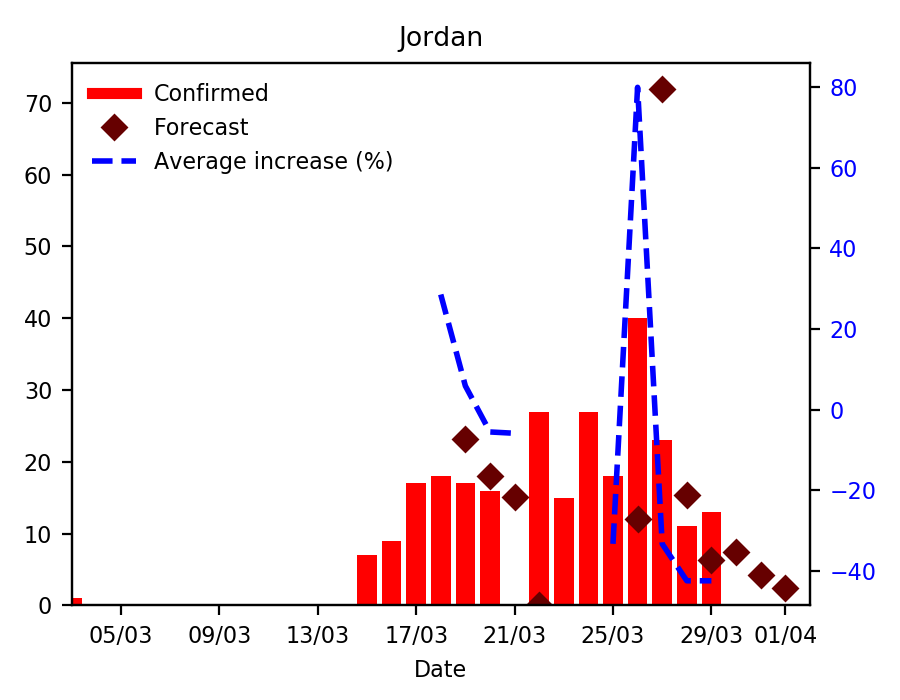 Jordan
Confirmed
Forecast
Average increase (%)
70
60
50
40
30
20
10
0
80
60
40
20
0
−20
−40
05/03 09/03 13/03 17/03 21/03 25/03 29/03 01/04
Date